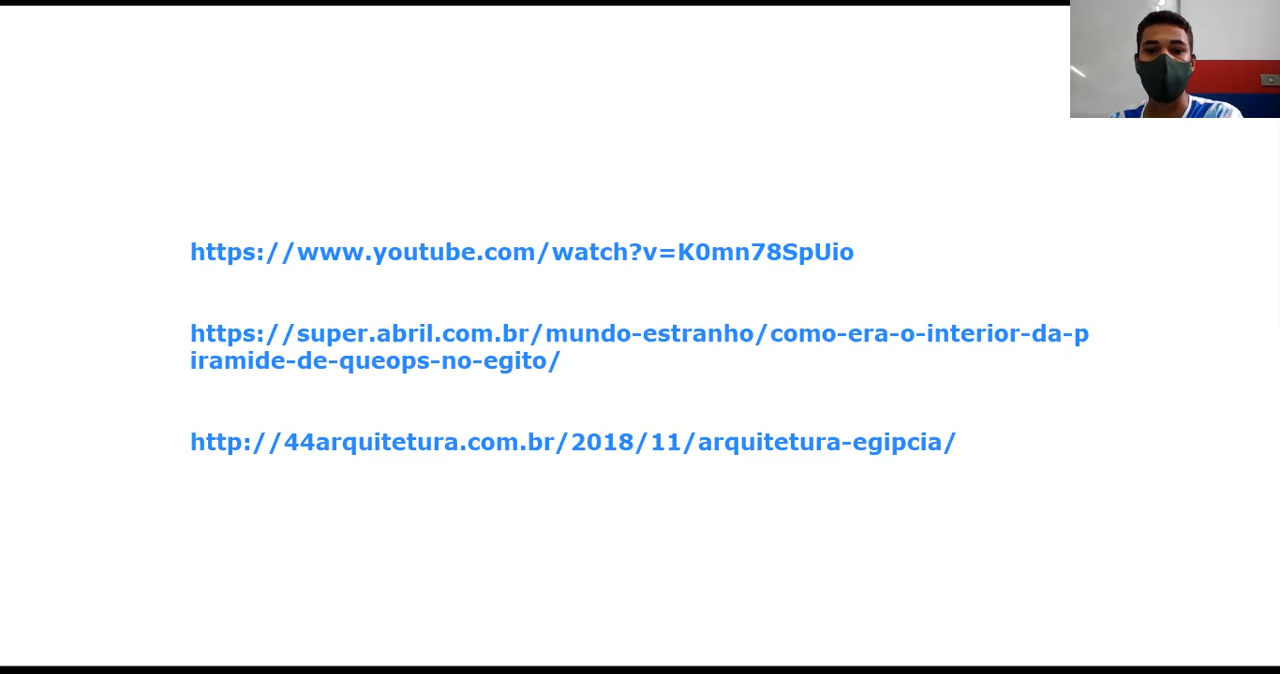 https://www.youtube.com/watch?v=K0mn78SpUio
https://super.abril.com.br/mundo-estranho/como-era-o-interior-da-p
iramide-de-queops-no-egito/
http://44arquitetura.com.br/2018/11/arquitetura-egipcia/